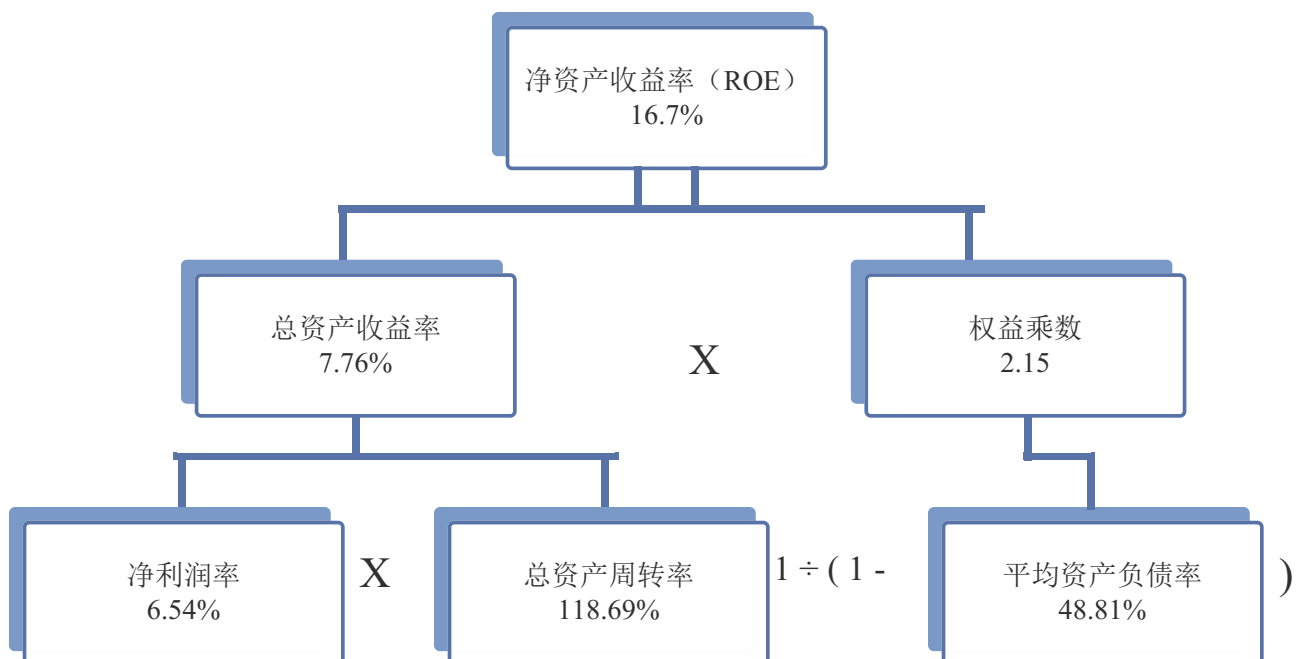 净资产收益率（ROE）
16.7%
总资产收益率
7.76%
X
权益乘数
2.15
净利润率
6.54%
X
总资产周转率
118.69%
1 ÷ ( 1 -
平均资产负债率
48.81%
)